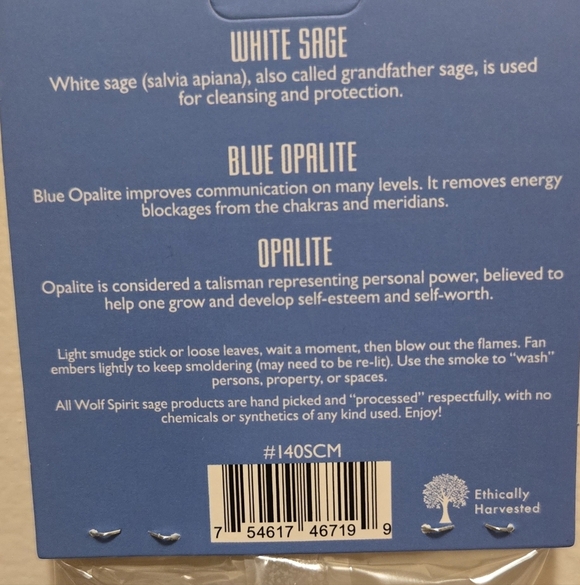 WHITE SAGE
White sage (salvia apiana), also called grandfather sage, is used
for cleansing and protection.
BLUE OPALITE
Blue Opalite improves communication on many levels. It removes energy
blockages from the chakras and meridians.
OPALITE
Opalite is considered a talisman representing personal power, believed to
help one grow and develop self-esteem and self-worth.
Light smudge stick or loose leaves, wait a moment, then blow out the flames. Fan
embers lightly to keep smoldering (may need to be re-lit). Use the smoke to “wash”
persons, property, or spaces.
All Wolf Spirit sage products are hand picked and “processed” respectfully, with no
chemicals or synthetics of any kind used. Enjoy!
#140SCM
7 54617 46719 9
Ethically
Harvested